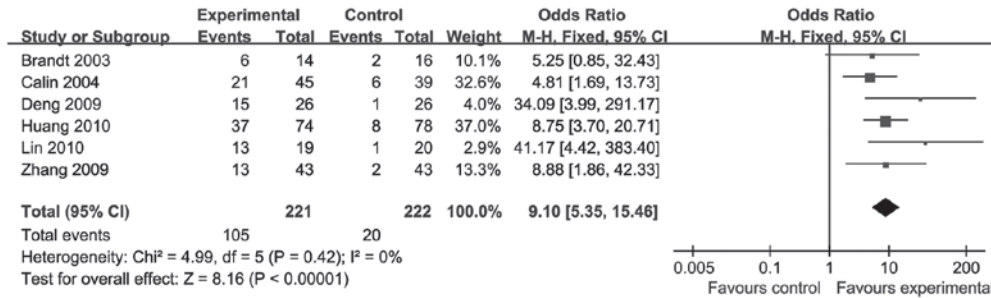 Experimental Control Odds Ratio Odds Ratio
Study or Subgroup Events Total Events Total Weight M-H, Fixed, 95% CI M-H, Fixed, 95% CI
Brandt 2003 6 14 2 16 10.1% 5.25 [0.85, 32.43]
Calin 2004 21 45 6 39 32.6% 4.81 [1.69, 13.73]
Deng 2009 15 26 1 26 4.0% 34.09 [3.99, 291.17]
Huang 2010 37 74 8 78 37.0% 8.75 [3.70, 20.71]
Lin 2010 13 19 1 20 2.9% 41.17 [4.42, 383.40]
Zhang 2009 13 43 2 43 13.3% 8.88 [1.86, 42.33]
Total (95% CI) 221 222 100.0% 9.10 [5.35, 15.46]
Total events 105 20
Heterogeneity: Chi² = 4.99, df = 5 (P = 0.42); I² = 0%
Test for overall effect: Z = 8.16 (P < 0.00001)
0.005 0.1 1 10 200
Favours control Favours experimental